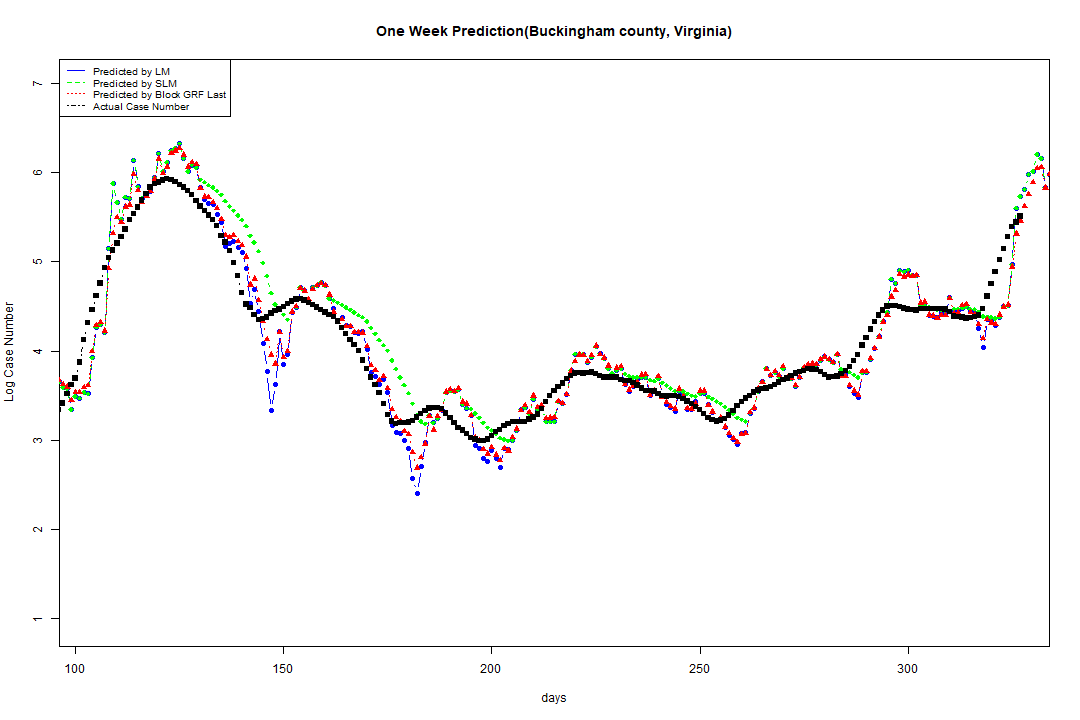 One Week Prediction(Buckingham county, Virginia)
Predicted by LM
Predicted by SLM
Predicted by Block GRF Last
Actual Case Number
7
6
5
4
3
2
1
Log Case Number
100 150 200 250 300
days